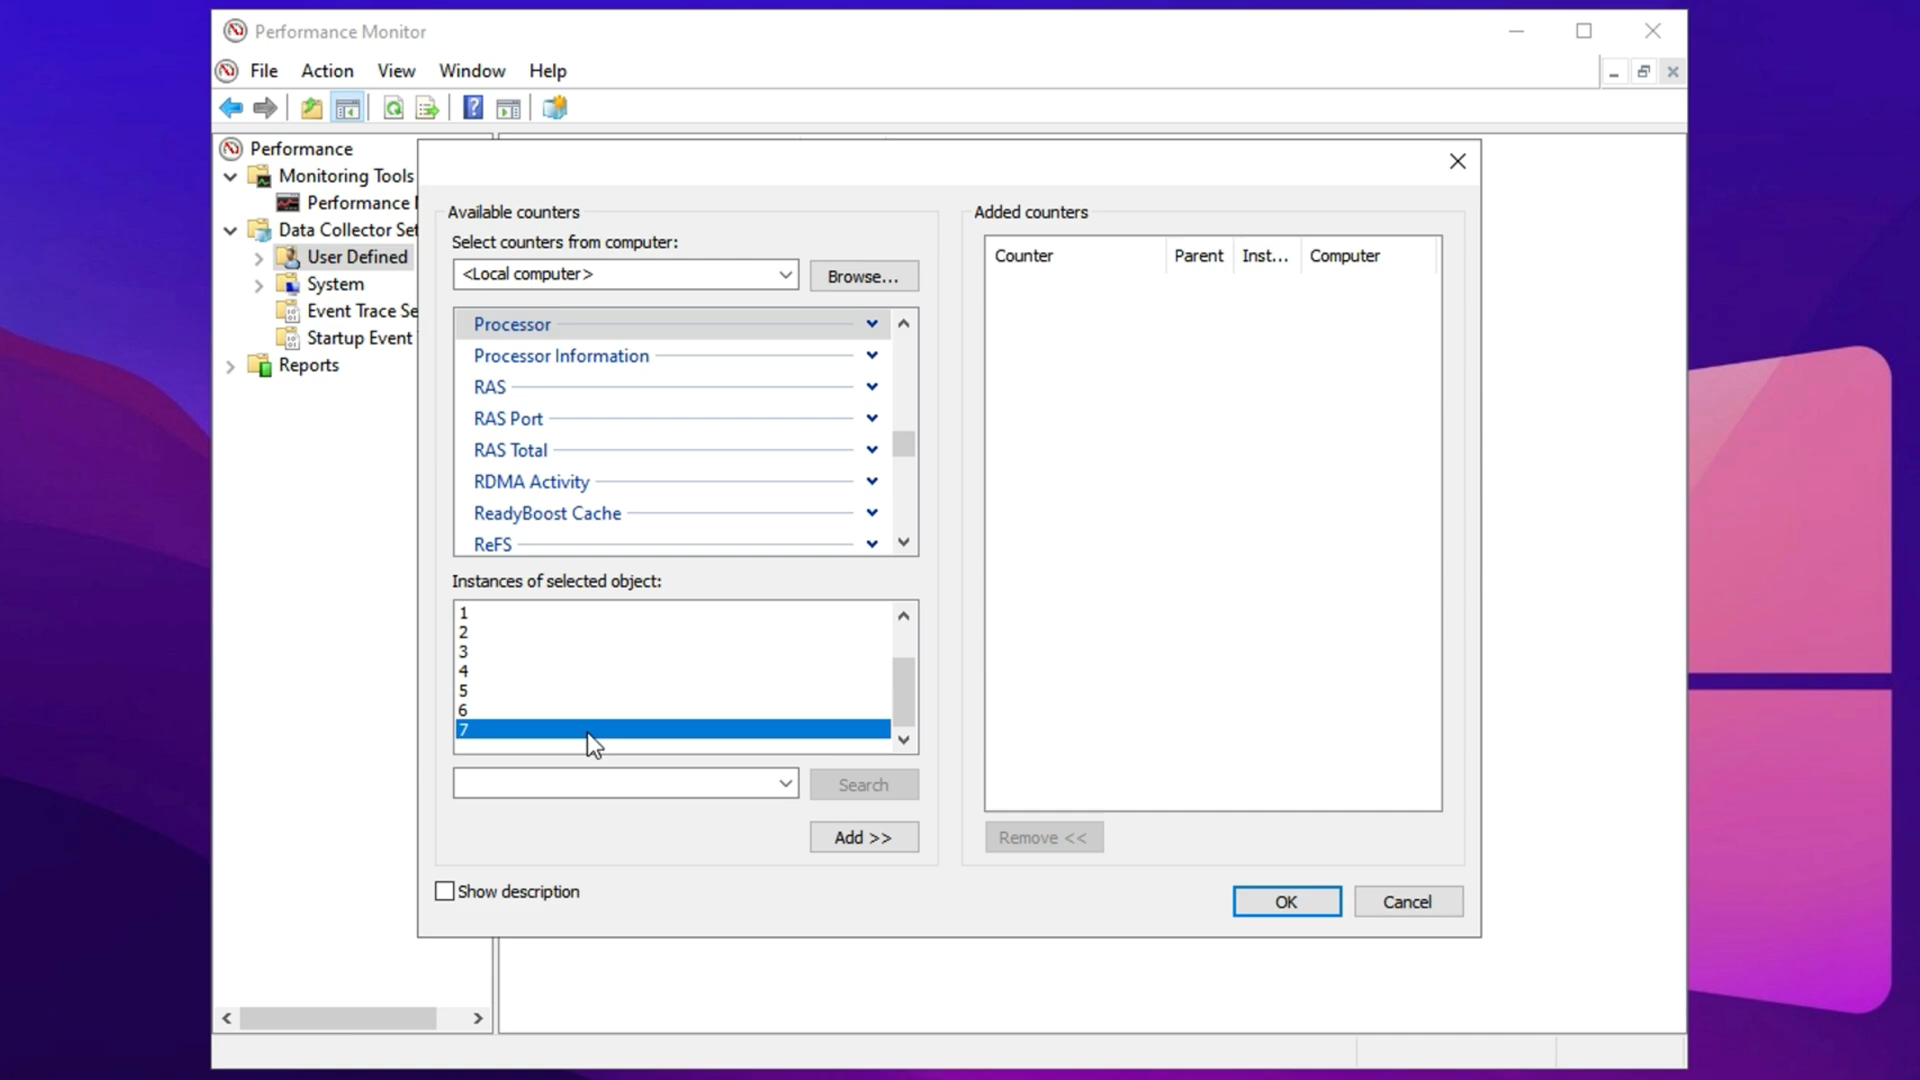 Performance Monitor
File Action View Window Help
Performance
Monitoring Tools
Performance
Data Collector Set
User Defined
System
Event Trace Se
Startup Event
Reports
Available counters
Select counters from computer:
<Local computer>
Browse...
Processor
Processor Information
RAS
RAS Port
RAS Total
RDMA Activity
ReadyBoost Cache
ReFS
Instances of selected object:
1
2
3
4
5
6
7
Search
Add >>
Show description
Added counters
Counter Parent Inst... Computer
Remove <<
OK Cancel